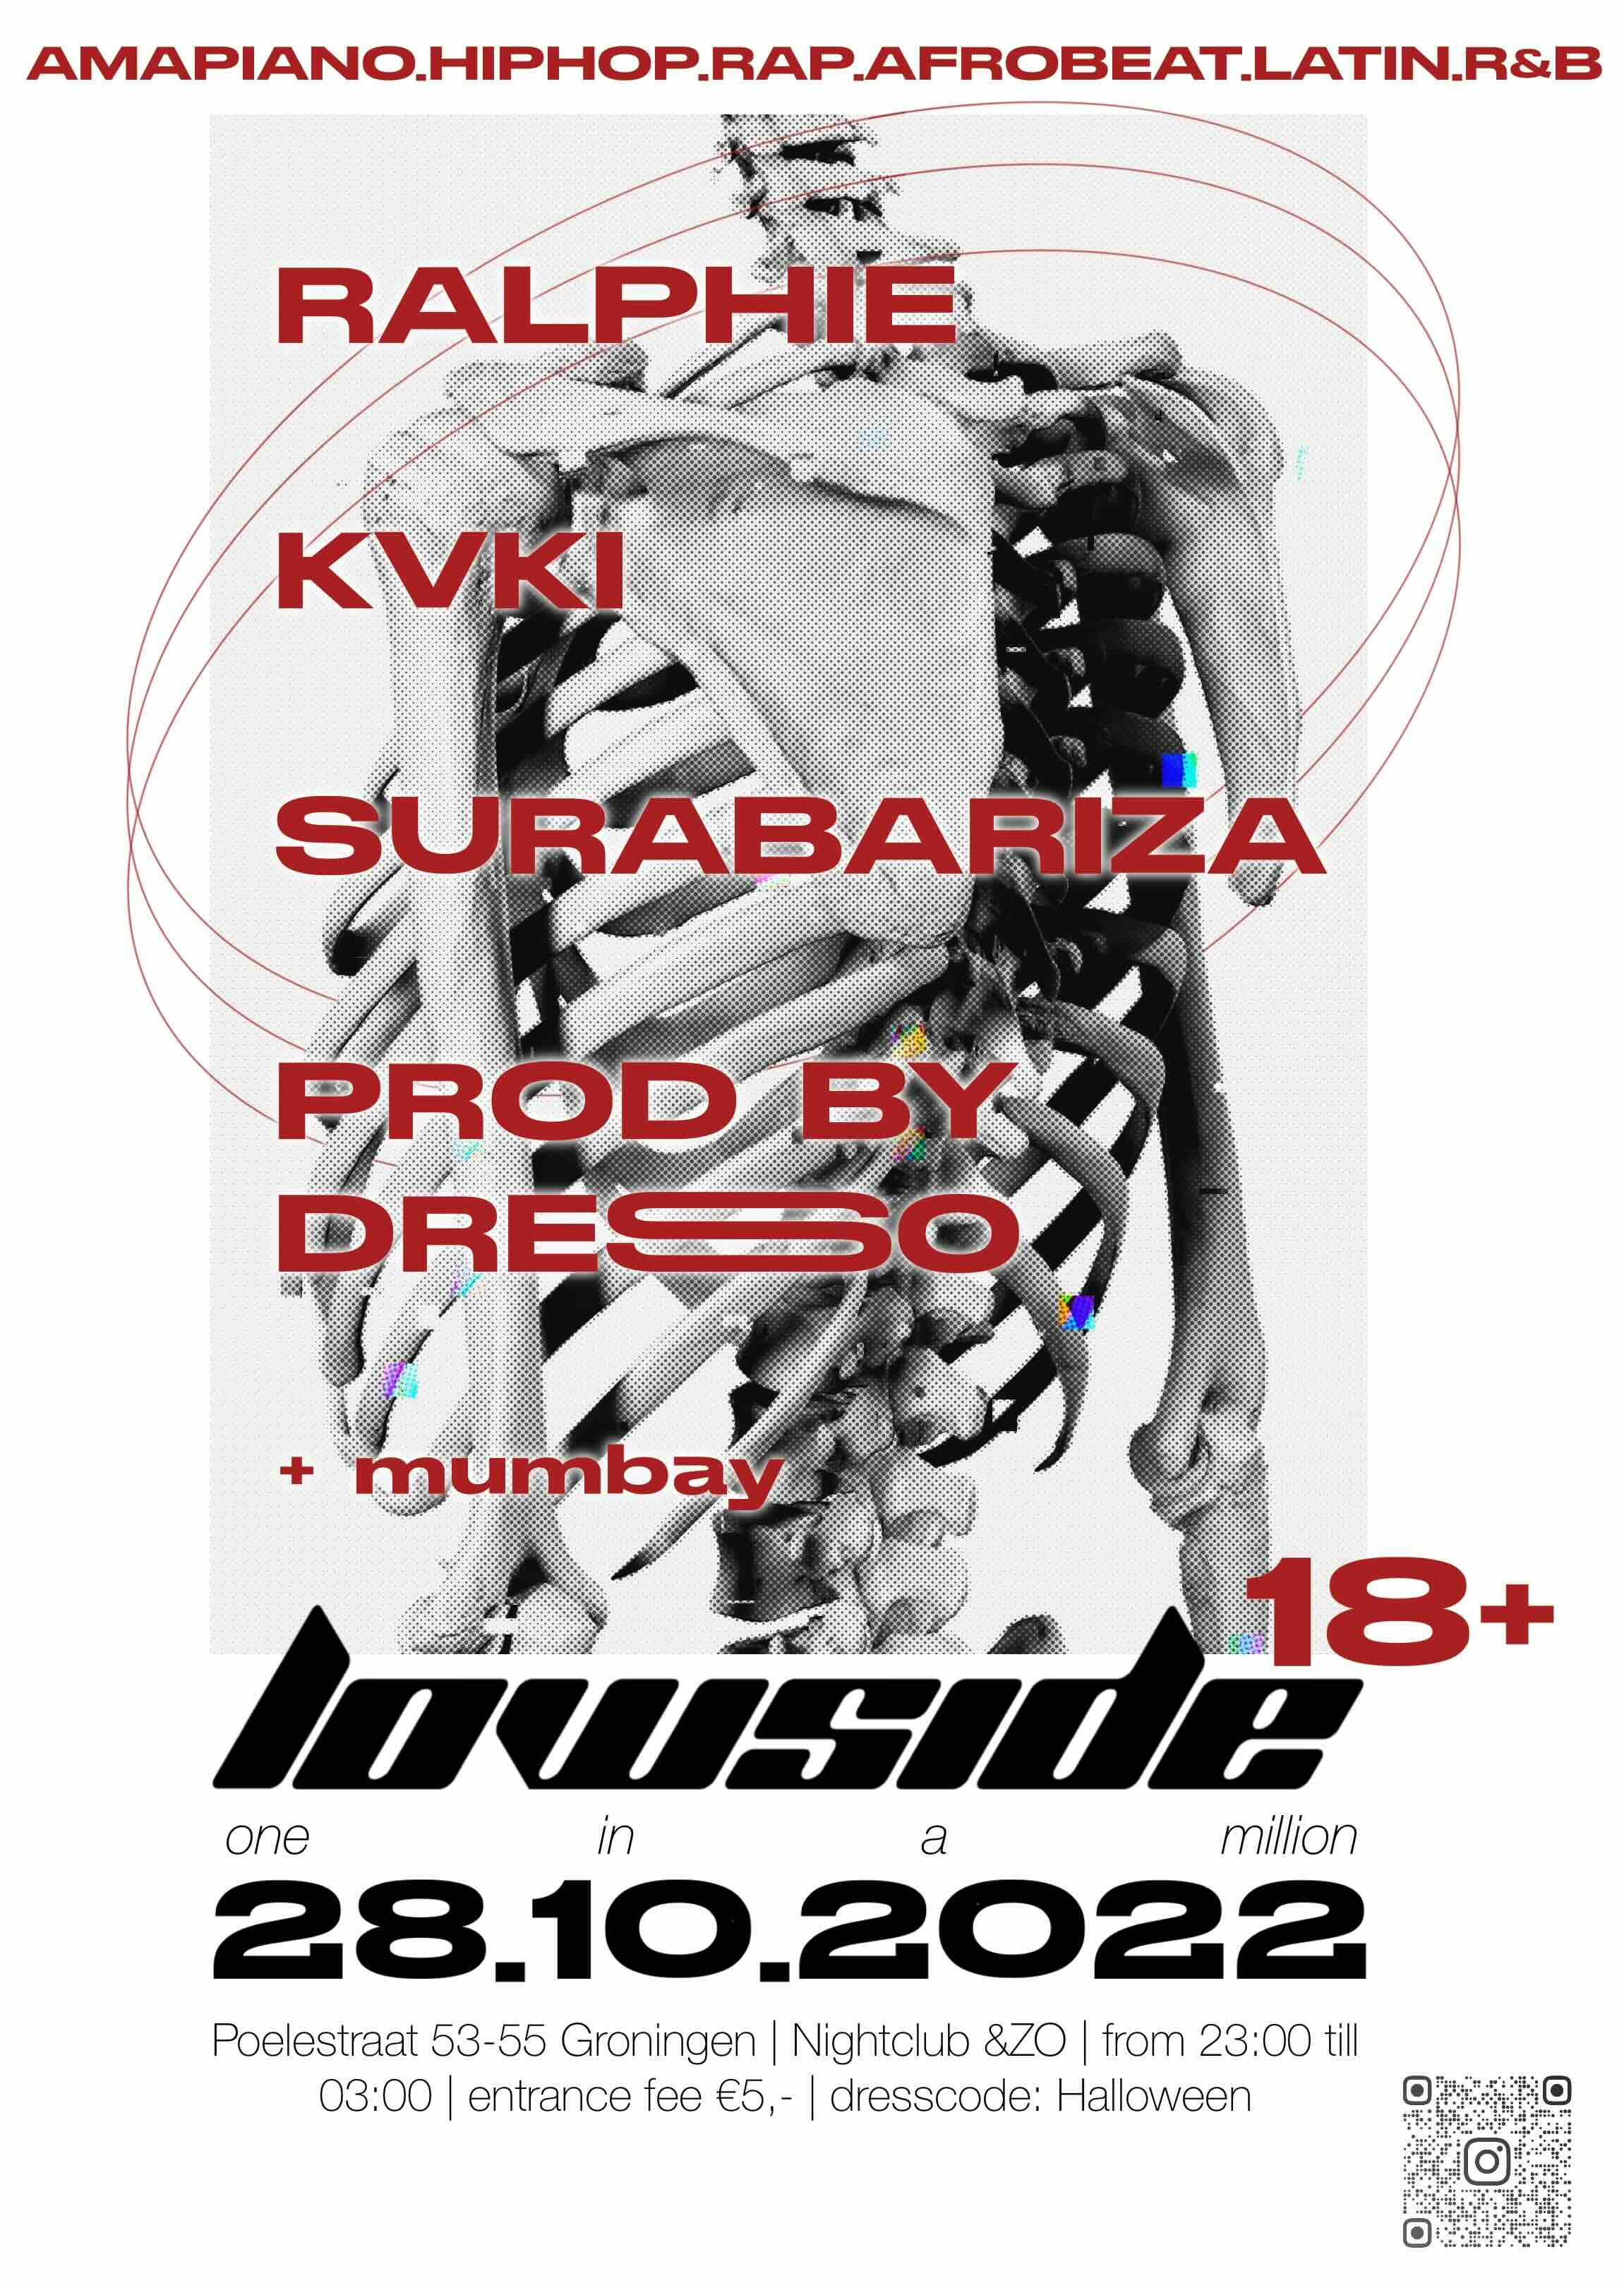 AMAPIANO.HIPHOP.RAP.AFROBEAT.LATIN.R&B
RALPHIE
KVKI
SURABARIZA
PROD BY
DRESSO
+ mumbay
18+
lowside
one in a million
28.10.2022
Poelestraat 53-55 Groningen | Nightclub &ZO | from 23:00 till
03:00 | entrance fee €5,- | dresscode: Halloween